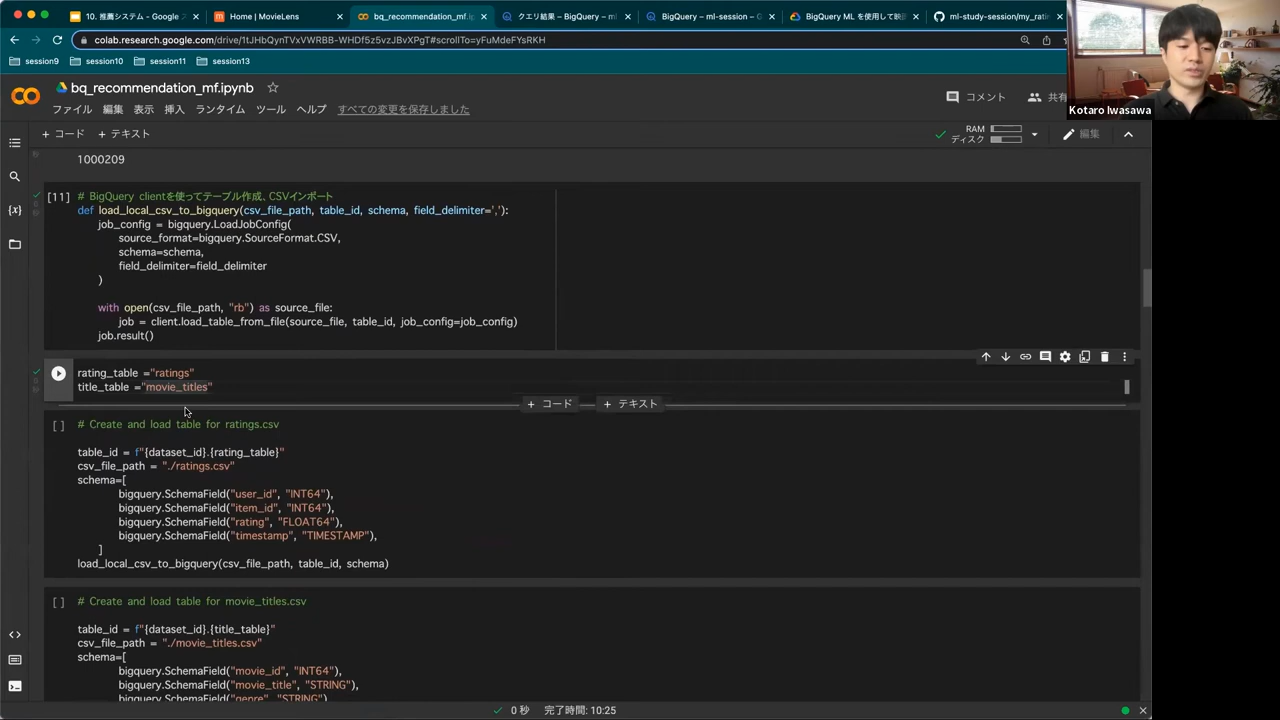 10. 推薦システム - Google ス
Home | MovieLens
bq_recommendation_mf.ipynb
クエリ結果 – BigQuery – ml
BigQuery – ml-session – G
BigQuery ML を使用して映
ml-study-session/my_ratin
colab.research.google.com/drive/1tJHbQynTVxVWRBB-WHDf5z5vzJBvXPgT#scrollTo=yFuMdeFYsRKH
session9
session10
session11
session13
bq_recommendation_mf.ipynb
ファイル 編集 表示 挿入 ランタイム ツール ヘルプ すべての変更を保存しました
コメント
共有
Kotaro Iwasawa
+ コード + テキスト
RAM
ディスク
編集
1000209
[11] # BigQuery clientを使ってテーブル作成、CSVインポート
def load_local_csv_to_bigquery(csv_file_path, table_id, schema, field_delimiter=','):
job_config = bigquery.LoadJobConfig(
source_format=bigquery.SourceFormat.CSV,
schema=schema,
field_delimiter=field_delimiter
)
with open(csv_file_path, "rb") as source_file:
job = client.load_table_from_file(source_file, table_id, job_config=job_config)
job.result()
rating_table ="ratings"
title_table ="movie_titles"
+ コード + テキスト
[ ] # Create and load table for ratings.csv
table_id = f"{dataset_id}.{rating_table}"
csv_file_path = "./ratings.csv"
schema=[
bigquery.SchemaField("user_id", "INT64"),
bigquery.SchemaField("item_id", "INT64"),
bigquery.SchemaField("rating", "FLOAT64"),
bigquery.SchemaField("timestamp", "TIMESTAMP"),
]
load_local_csv_to_bigquery(csv_file_path, table_id, schema)
[ ] # Create and load table for movie_titles.csv
table_id = f"{dataset_id}.{title_table}"
csv_file_path = "./movie_titles.csv"
schema=[
bigquery.SchemaField("movie_id", "INT64"),
bigquery.SchemaField("movie_title", "STRING"),
bigquery.SchemaField("genre", "STRING"),
0 秒 完了時間: 10:25